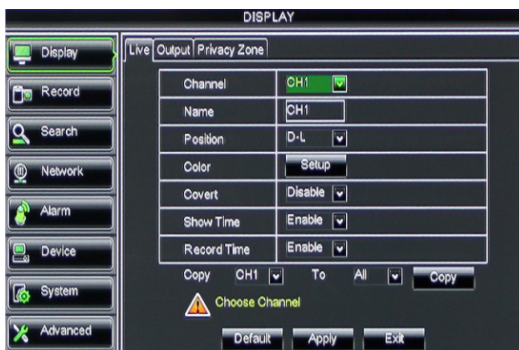 DISPLAY
Display
Record
Search
Network
Alarm
Device
System
Advanced
Live Output Privacy Zone
Channel CH1
Name CH1
Position D-L
Color Setup
Covert Disable
Show Time Enable
Record Time Enable
Copy CH1 To All Copy
Choose Channel
Default Apply Exit